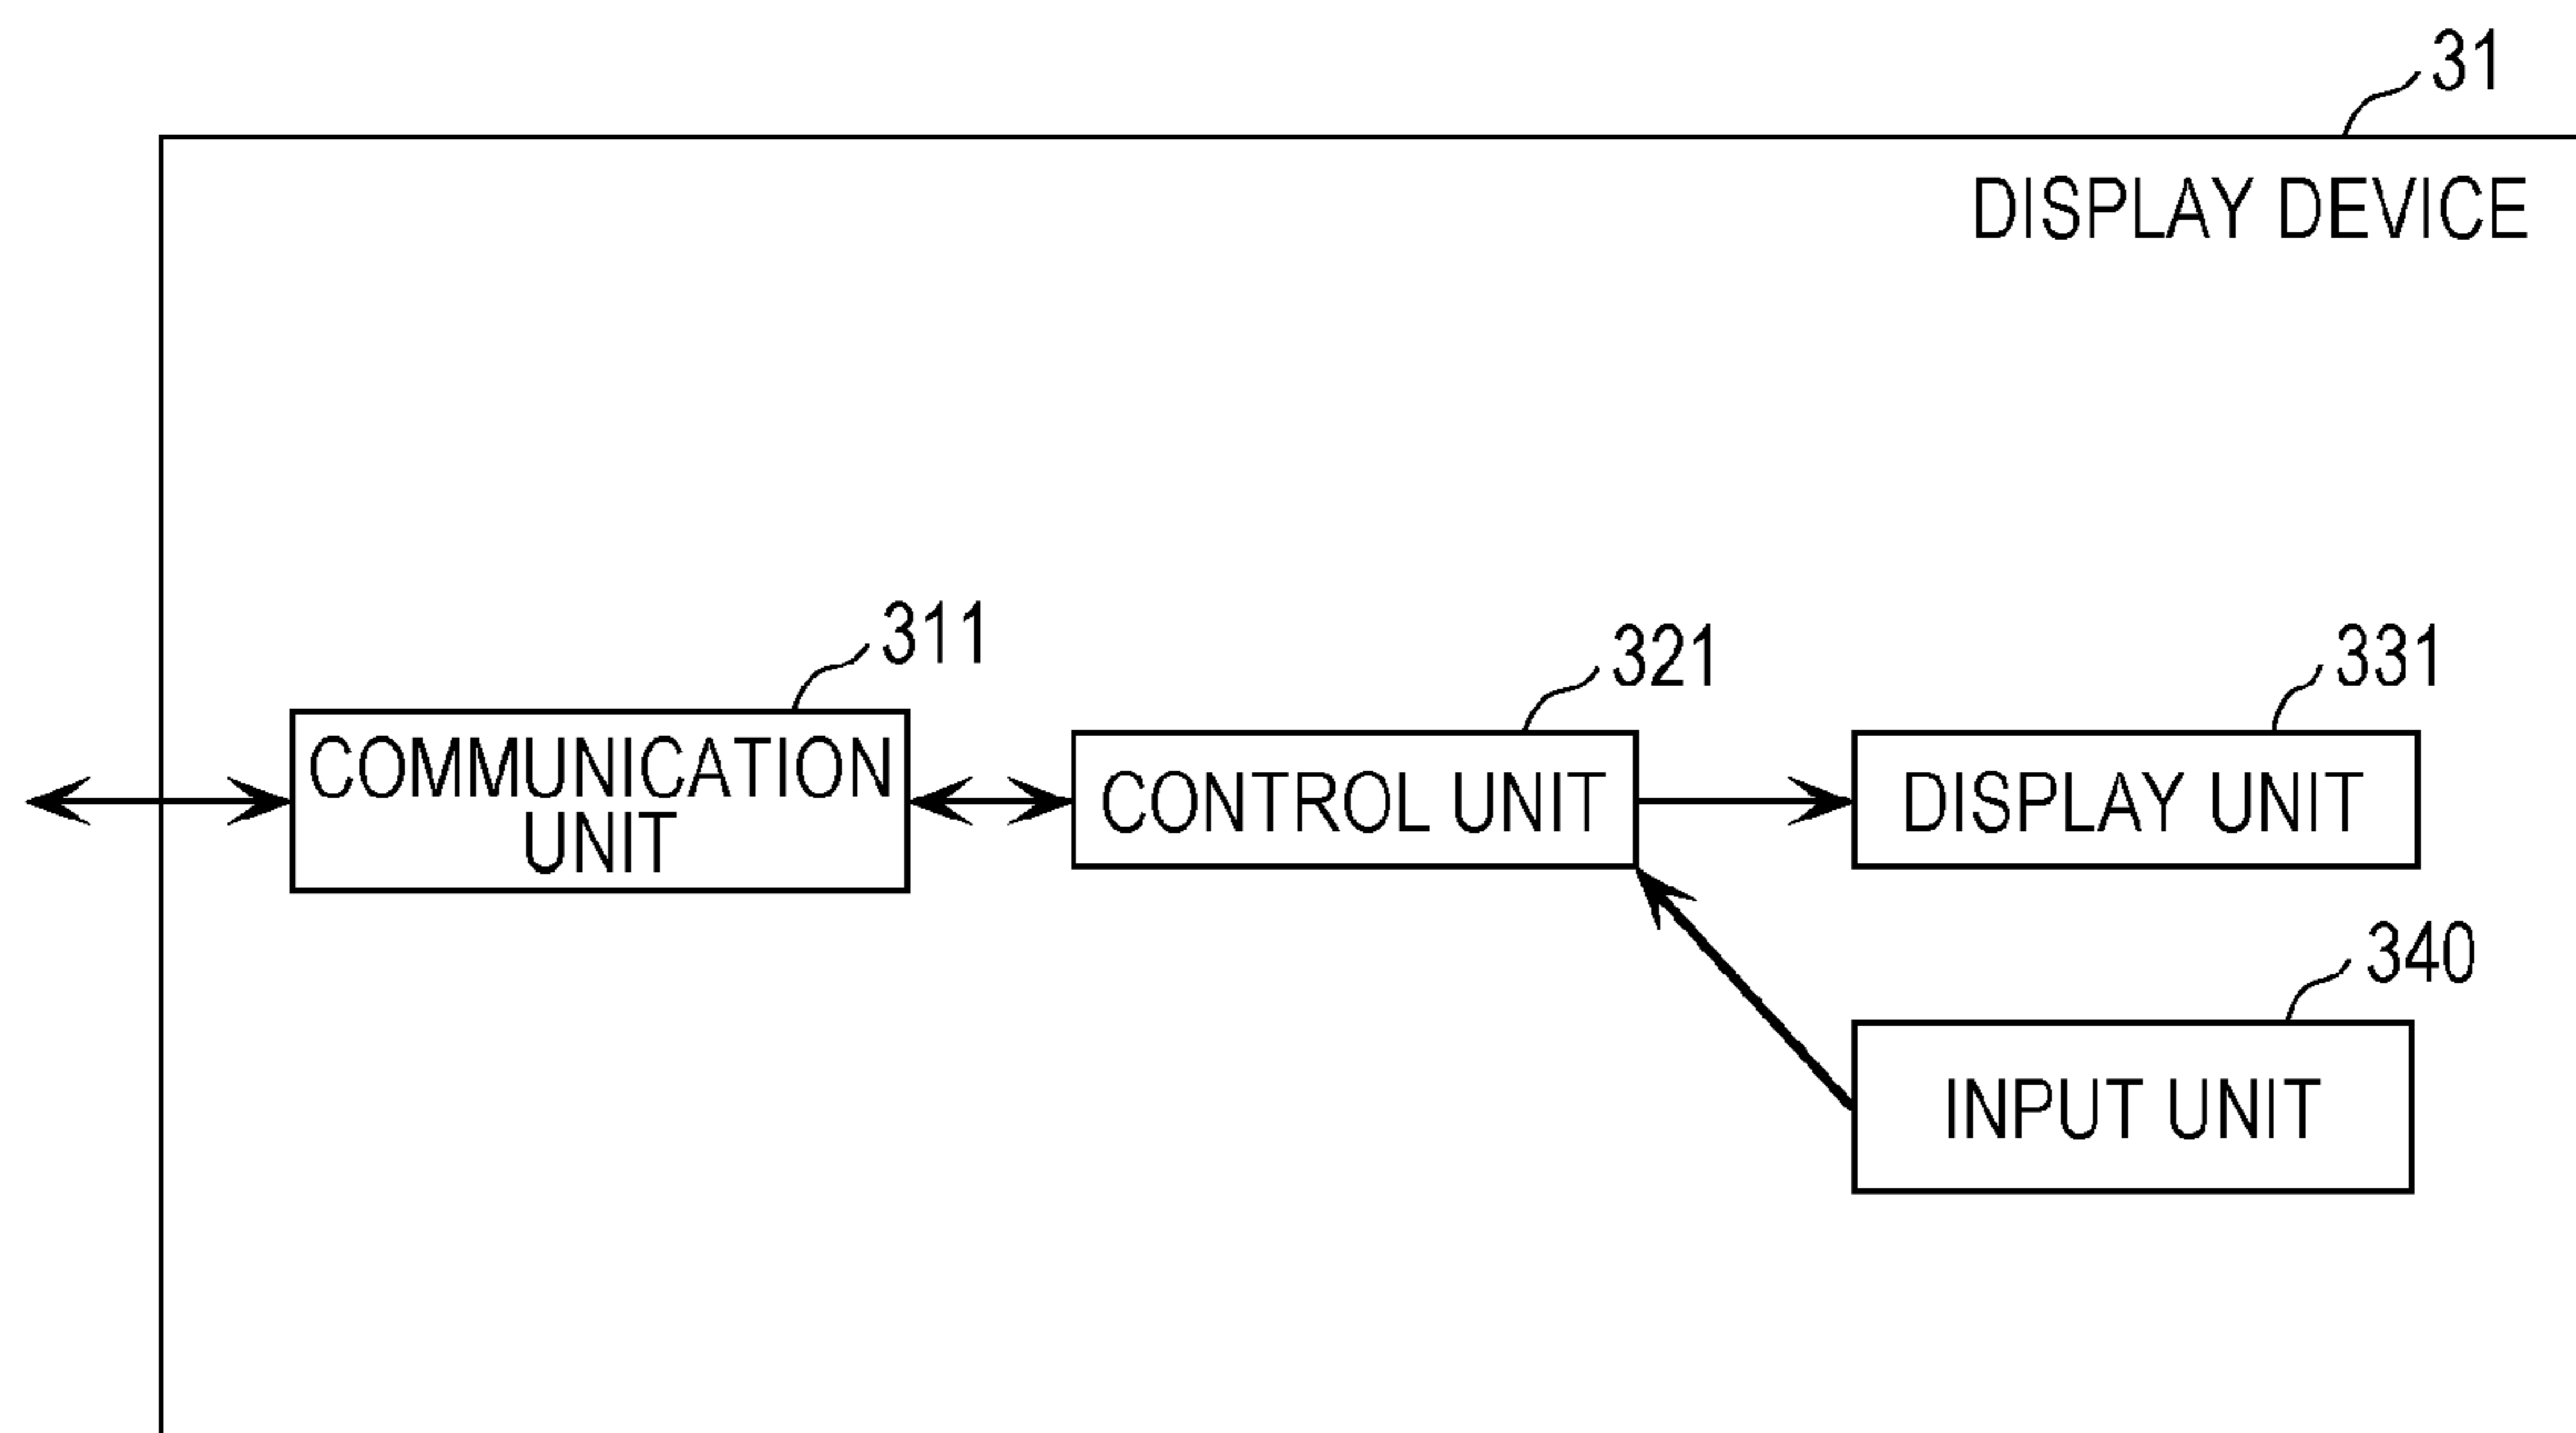 31
DISPLAY DEVICE
311
321
331
COMMUNICATION
UNIT
CONTROL UNIT
DISPLAY UNIT
340
INPUT UNIT